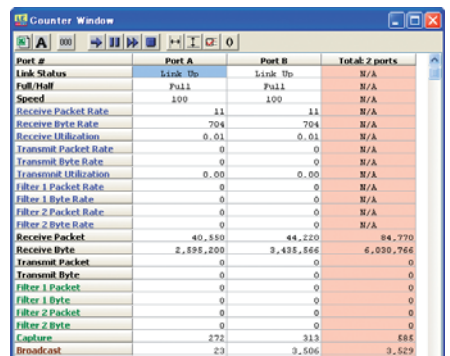 Counter Window
A 000 0
Port # Port A Port B Total: 2 ports
Link Status Link Up Link Up N/A
Full/Half Full Full N/A
Speed 100 100 N/A
Receive Packet Rate 11 11 N/A
Receive Byte Rate 704 704 N/A
Receive Utilization 0.01 0.01 N/A
Transmit Packet Rate 0 0 N/A
Transmit Byte Rate 0 0 N/A
Transmnit Utilization 0.00 0.00 N/A
Filter 1 Packet Rate 0 0 N/A
Filter 1 Byte Rate 0 0 N/A
Filter 2 Packet Rate 0 0 N/A
Filter 2 Byte Rate 0 0 N/A
Receive Packet 40,550 44,220 84,770
Receive Byte 2,595,200 3,435,566 6,030,766
Transmit Packet 0 0 0
Transmit Byte 0 0 0
Filter 1 Packet 0 0 0
Filter 1 Byte 0 0 0
Filter 2 Packet 0 0 0
Filter 2 Byte 0 0 0
Capture 272 313 585
Broadcast 23 3,506 3,529